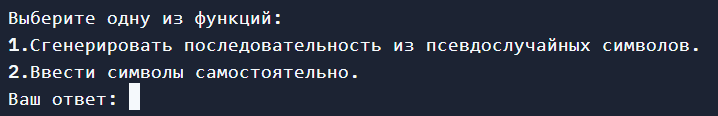 Выберите одну из функций:
1.Сгенерировать последовательность из псевдослучайных символов.
2.Ввести символы самостоятельно.
Ваш ответ: